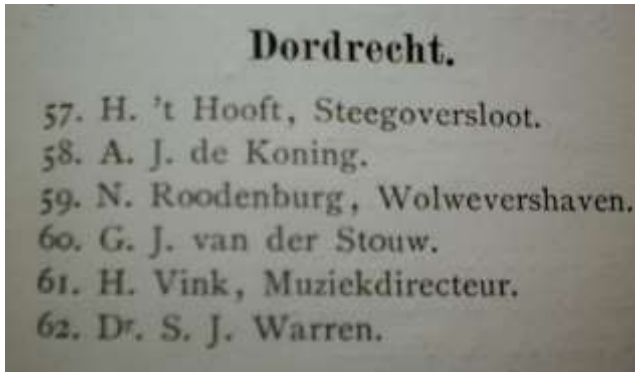 Dordrecht.
57. H. 't Hooft, Steegoversloot.
58. A. J. de Koning.
59. N. Roodenburg, Wolwevershaven.
60. G. J. van der Stouw.
61. H. Vink, Muziekdirecteur.
62. Dr. S. J. Warren.